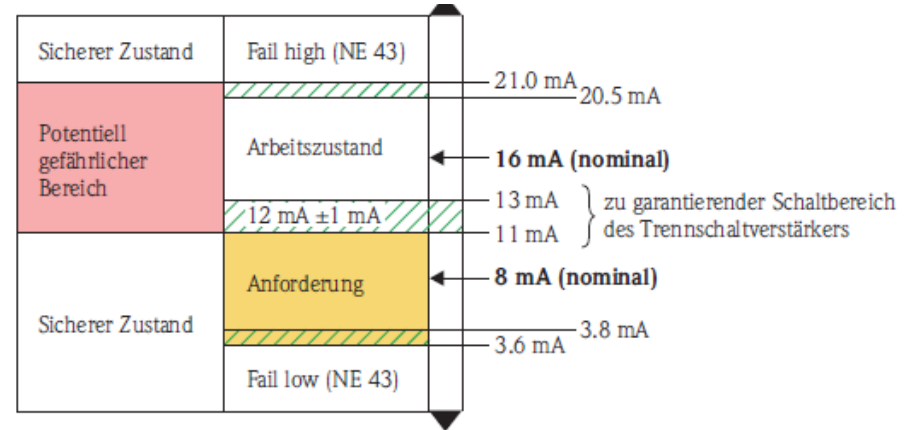 Sicherer Zustand
Fail high (NE 43)
21.0 mA
20.5 mA
Potentiell
gefährlicher
Bereich
Arbeitszustand
16 mA (nominal)
13 mA
12 mA ±1 mA
11 mA
zu garantierender Schaltbereich
des Trennschaltverstärkers
Anforderung
8 mA (nominal)
Sicherer Zustand
3.8 mA
3.6 mA
Fail low (NE 43)